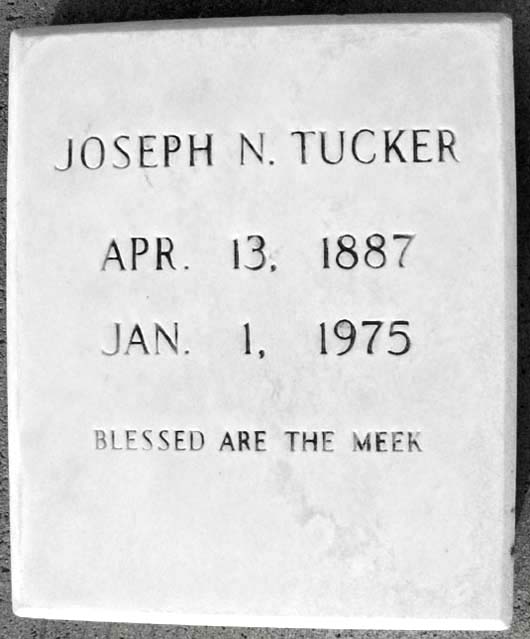 JOSEPH N. TUCKER
APR. 13, 1887
JAN. 1, 1975
BLESSED ARE THE MEEK